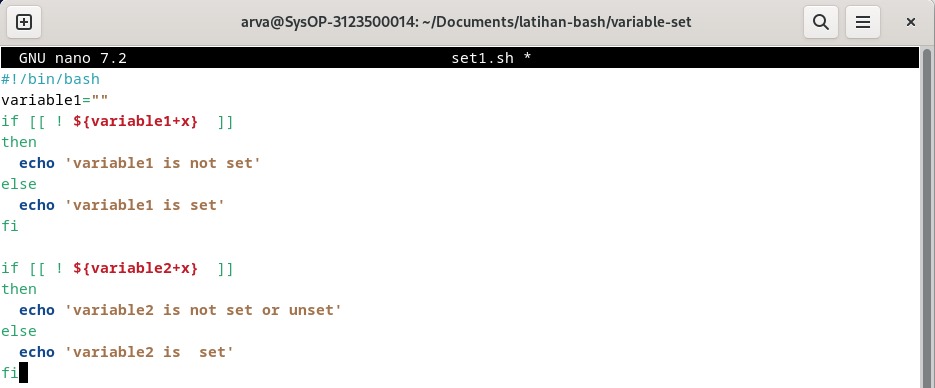 arva@SysOP-3123500014: ~/Documents/latihan-bash/variable-set
GNU nano 7.2 set1.sh *
#!/bin/bash
variable1=""
if [[ ! ${variable1+x}  ]]
then
  echo 'variable1 is not set'
else
  echo 'variable1 is set'
fi

if [[ ! ${variable2+x}  ]]
then
  echo 'variable2 is not set or unset'
else
  echo 'variable2 is  set'
fi